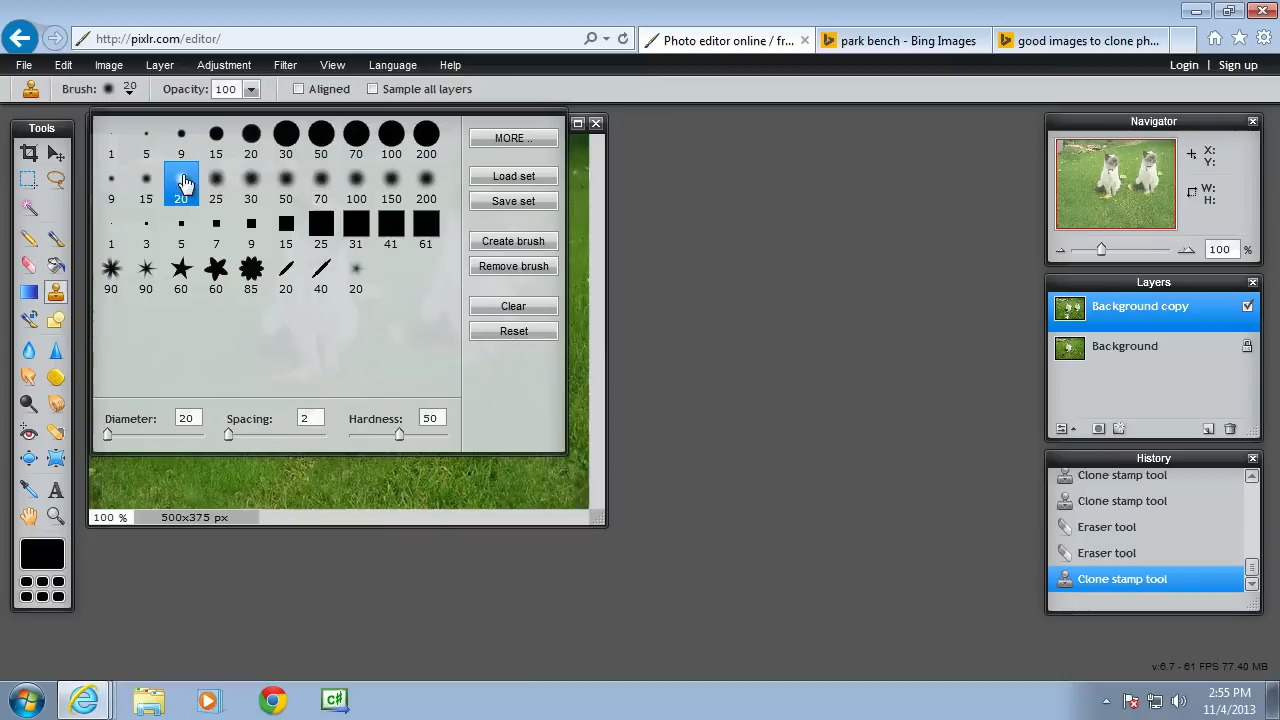 http://pixlr.com/editor/
Photo editor online / fr...
park bench - Bing Images
good images to clone ph...
File Edit Image Layer Adjustment Filter View Language Help
Login Sign up
Brush: 20 Opacity: 100 Aligned Sample all layers
Tools
1 5 9 15 20 30 50 70 100 200
9 15 20 25 30 50 70 100 150 200
1 3 5 7 9 15 25 31 41 61
90 90 60 60 85 20 40 20
MORE ..
Load set
Save set
Create brush
Remove brush
Clear
Reset
Diameter: 20 Spacing: 2 Hardness: 50
100 % 500x375 px
Navigator
X:
Y:
W:
H:
100 %
Layers
Background copy
Background
History
Clone stamp tool
Clone stamp tool
Eraser tool
Eraser tool
Clone stamp tool
v:6.7 - 61 FPS 77.40 MB
C#
2:55 PM
11/4/2013